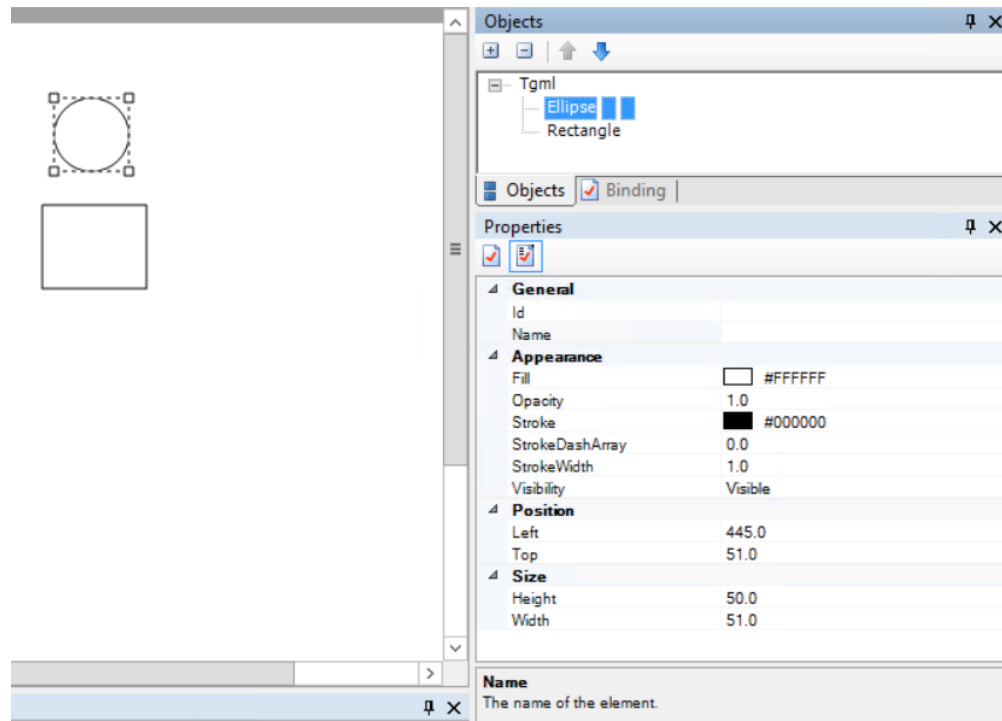 Objects
Tgml
Ellipse
Rectangle
Objects
Binding
Properties
General
Id
Name
Appearance
Fill #FFFFFF
Opacity 1.0
Stroke #000000
StrokeDashArray 0.0
StrokeWidth 1.0
Visibility Visible
Position
Left 445.0
Top 51.0
Size
Height 50.0
Width 51.0
Name
The name of the element.